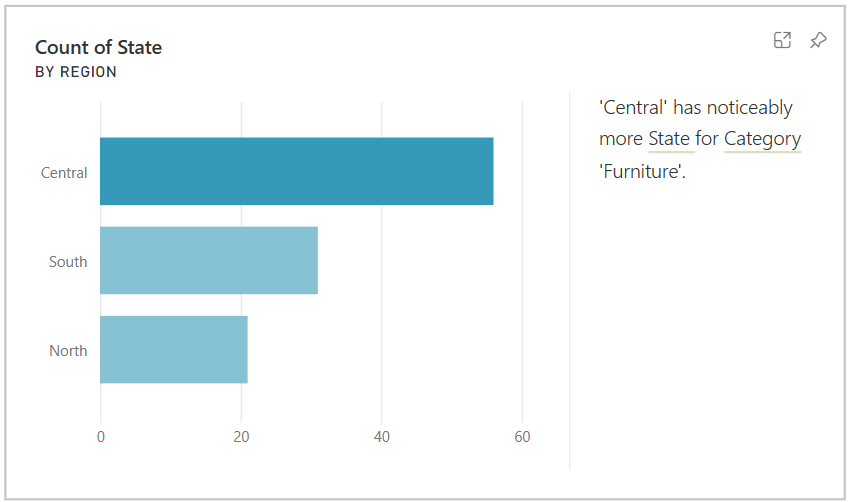 Count of State
BY REGION
'Central' has noticeably
more State for Category
'Furniture'.
Central
South
North
0 20 40 60